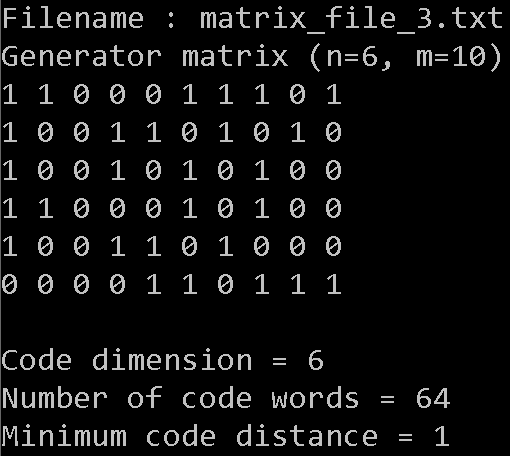 Filename : matrix_file_3.txt
Generator matrix (n=6, m=10)
1 1 0 0 0 1 1 1 0 1
1 0 0 1 1 0 1 0 1 0
1 0 0 1 0 1 0 1 0 0
1 1 0 0 0 1 0 1 0 0
1 0 0 1 1 0 1 0 0 0
0 0 0 0 1 1 0 1 1 1
Code dimension = 6
Number of code words = 64
Minimum code distance = 1